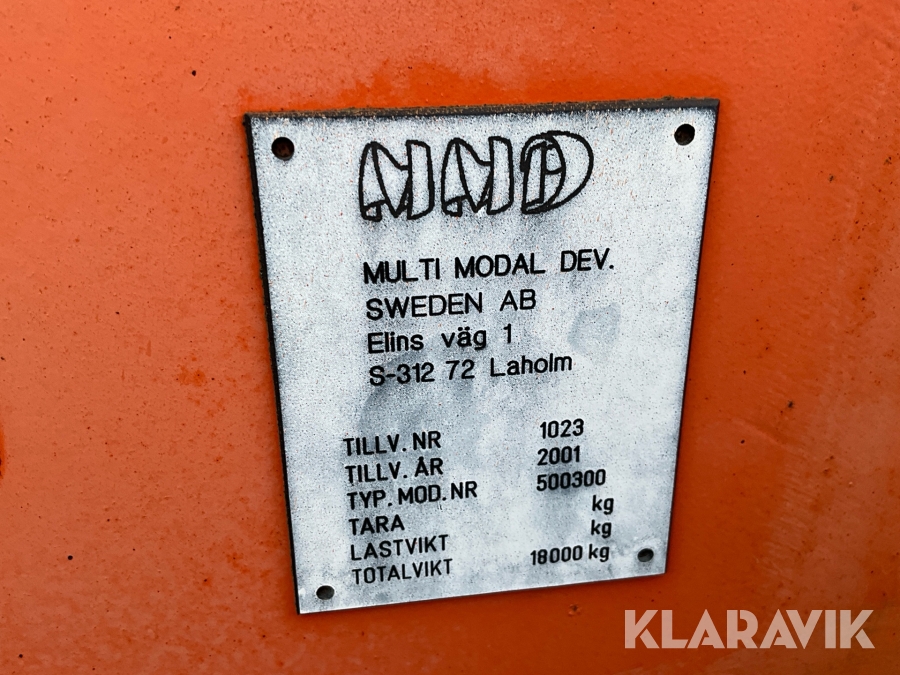 MMD
MULTI MODAL DEV.
SWEDEN AB
Elins väg 1
S-312 72 Laholm
TILLV. NR 1023
TILLV. ÅR 2001
TYP. MOD. NR 500300
TARA kg
LASTVIKT kg
TOTALVIKT 18000 kg
KLARAVIK